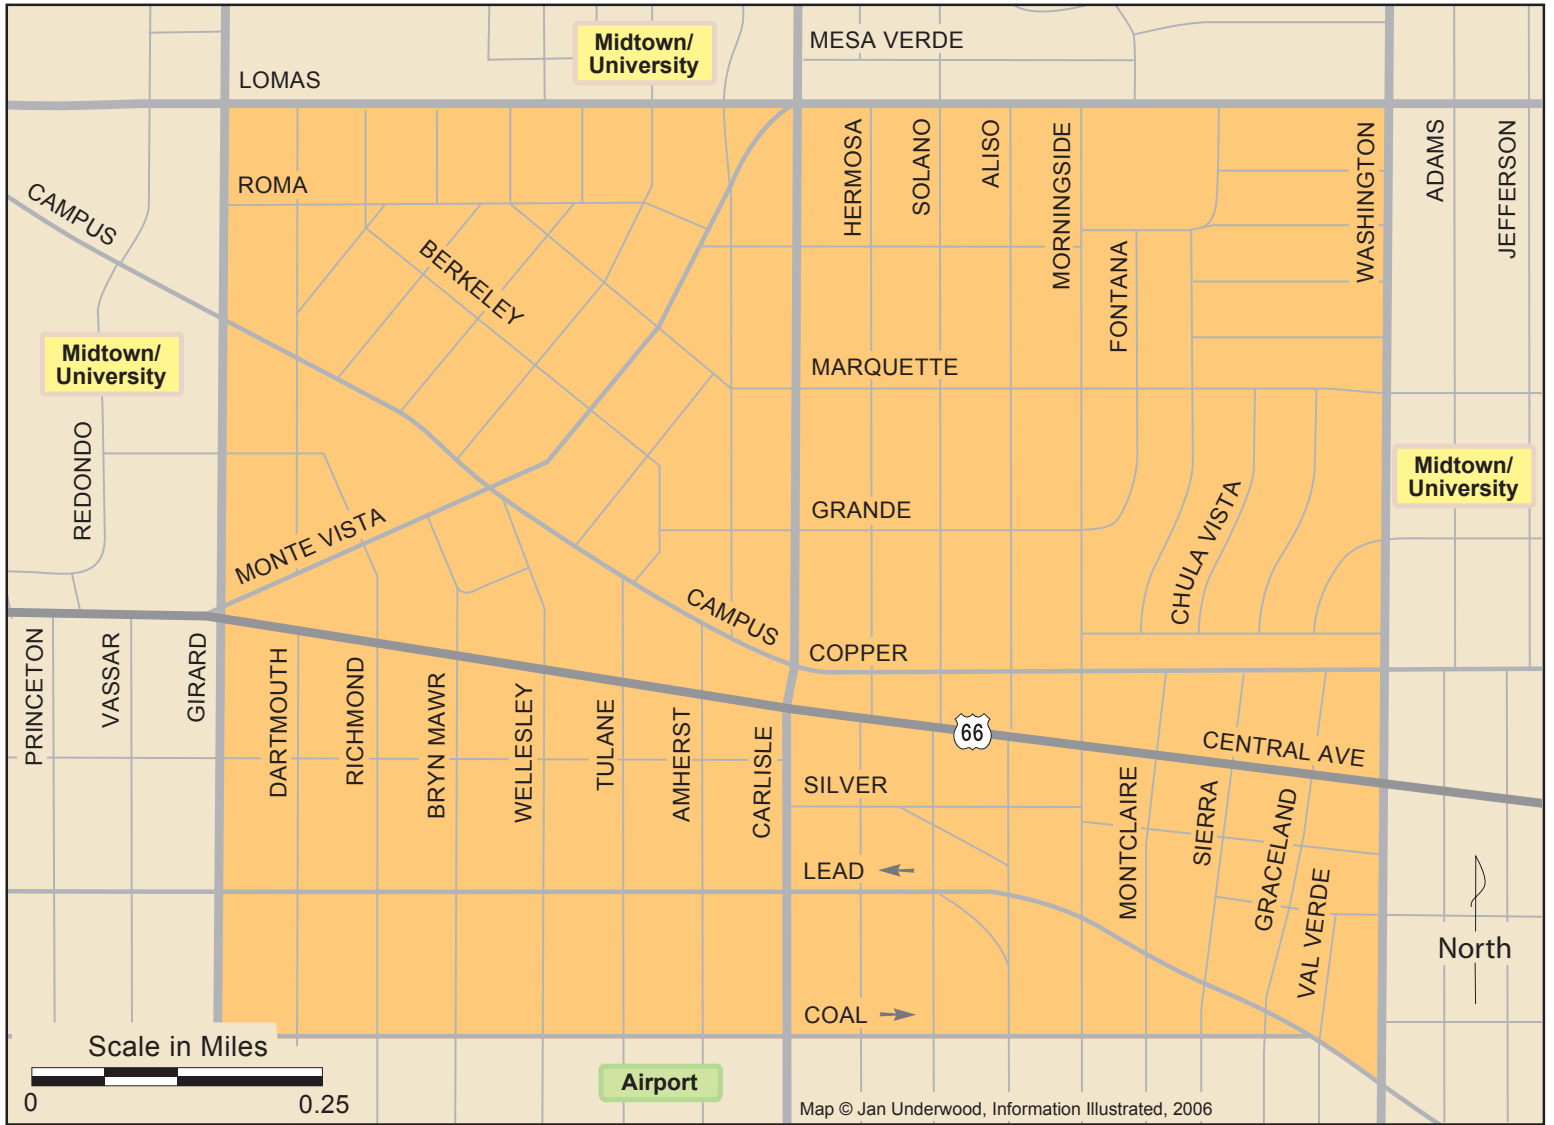 Midtown/
University
MESA VERDE
LOMAS
HERMOSA
SOLANO
ALISO
MORNINGSIDE
WASHINGTON
ADAMS
JEFFERSON
ROMA
CAMPUS
BERKELEY
FONTANA
Midtown/
University
MARQUETTE
REDONDO
Midtown/
University
GRANDE
CHULA VISTA
MONTE VISTA
CAMPUS
COPPER
PRINCETON
VASSAR
GIRARD
DARTMOUTH
RICHMOND
BRYN MAWR
WELLESLEY
TULANE
AMHERST
CARLISLE
66
CENTRAL AVE
SILVER
MONTCLAIRE
SIERRA
GRACELAND
VAL VERDE
LEAD
North
COAL
Scale in Miles
0
0.25
Airport
Map © Jan Underwood, Information Illustrated, 2006